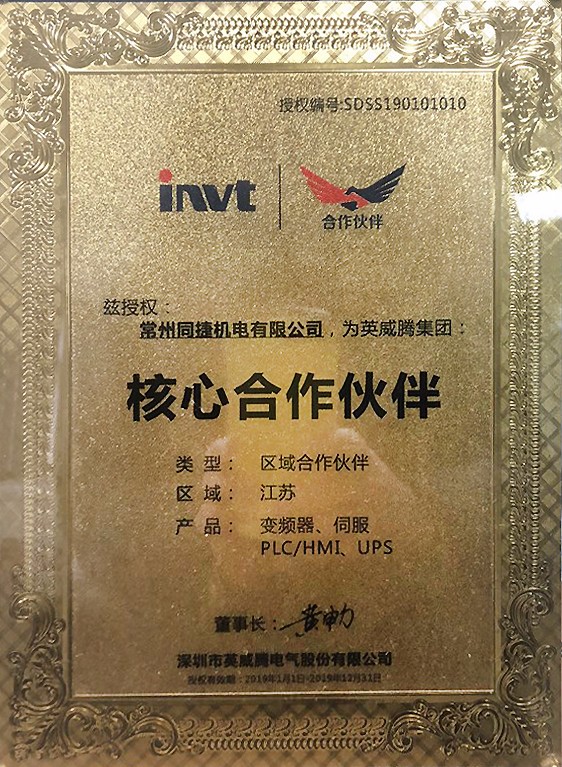 授权编号:SDSS190101010
invt
合作伙伴
兹授权：
常州同捷机电有限公司，为英威腾集团：
核心合作伙伴
类 型： 区域合作伙伴
区 域： 江苏
产 品： 变频器、伺服
PLC/HMI、UPS
董事长：黄申力
深圳市英威腾电气股份有限公司
授权有效期：2019年1月1日-2019年12月31日